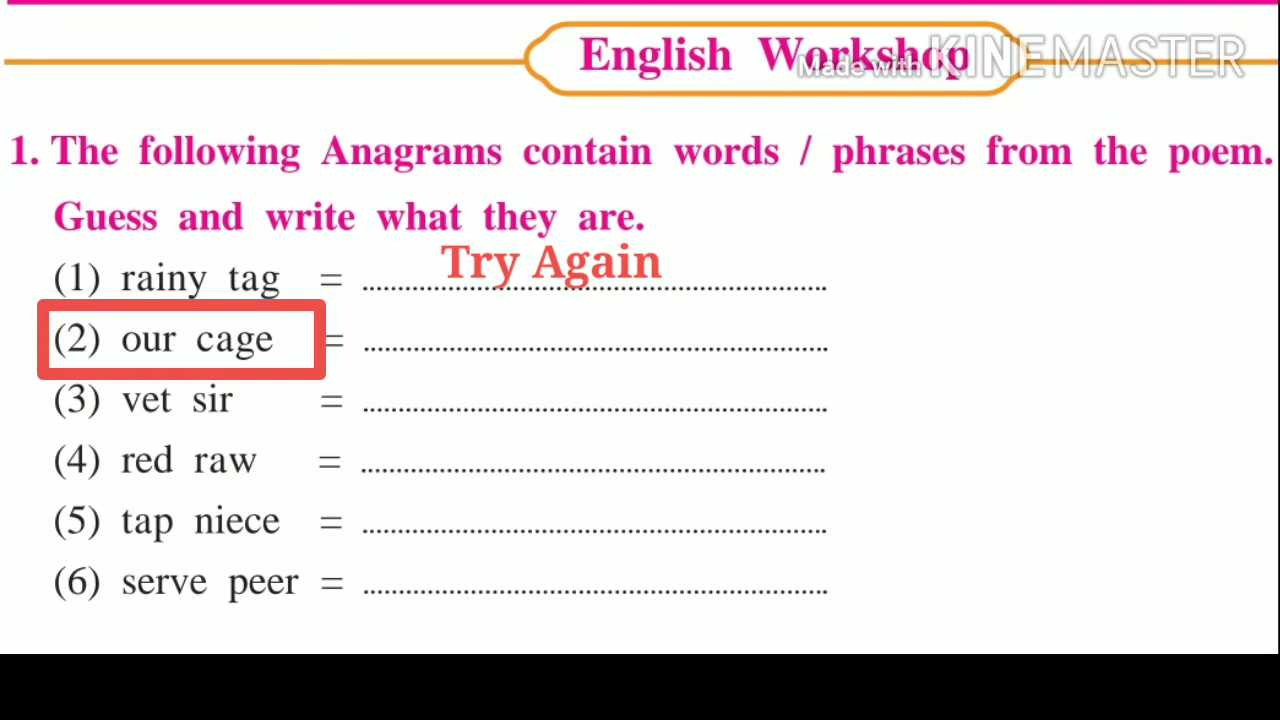 English Workshop
Made with KINEMASTER
1. The following Anagrams contain words / phrases from the poem.
Guess and write what they are.
(1) rainy tag = Try Again
(2) our cage = ........................................
(3) vet sir = ........................................
(4) red raw = ........................................
(5) tap niece = ........................................
(6) serve peer = ........................................